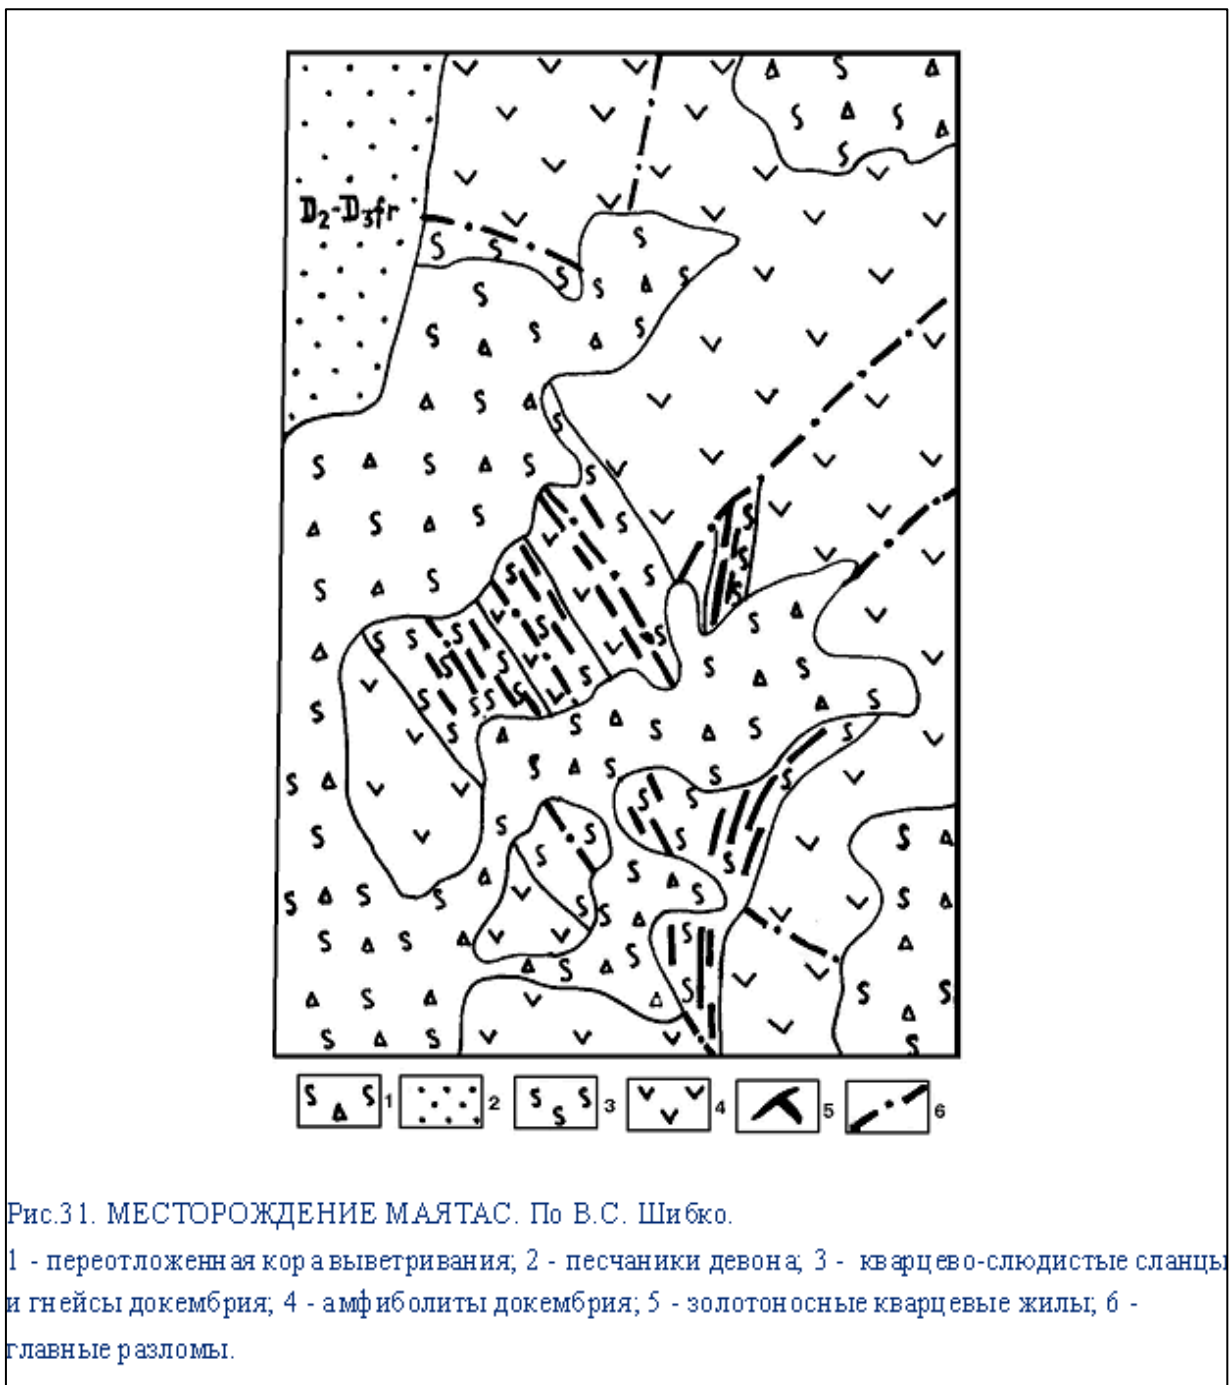 D₂-D₃fr
1 2 3 4 5 6
Рис.31. МЕСТОРОЖДЕНИЕ МАЯТАС. По В.С. Шибко.
1 - переотложенная кора выветривания; 2 - песчаники девона; 3 - кварцево-слюдистые сланцы
и гнейсы докембрия; 4 - амфиболиты докембрия; 5 - золотоносные кварцевые жилы; 6 -
главные разломы.